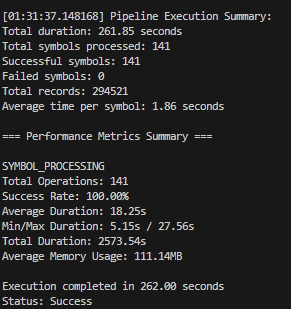 [01:31:37.148168] Pipeline Execution Summary:
Total duration: 261.85 seconds
Total symbols processed: 141
Successful symbols: 141
Failed symbols: 0
Total records: 294521
Average time per symbol: 1.86 seconds
=== Performance Metrics Summary ===
SYMBOL_PROCESSING
Total Operations: 141
Success Rate: 100.00%
Average Duration: 18.25s
Min/Max Duration: 5.15s / 27.56s
Total Duration: 2573.54s
Average Memory Usage: 111.14MB
Execution completed in 262.00 seconds
Status: Success